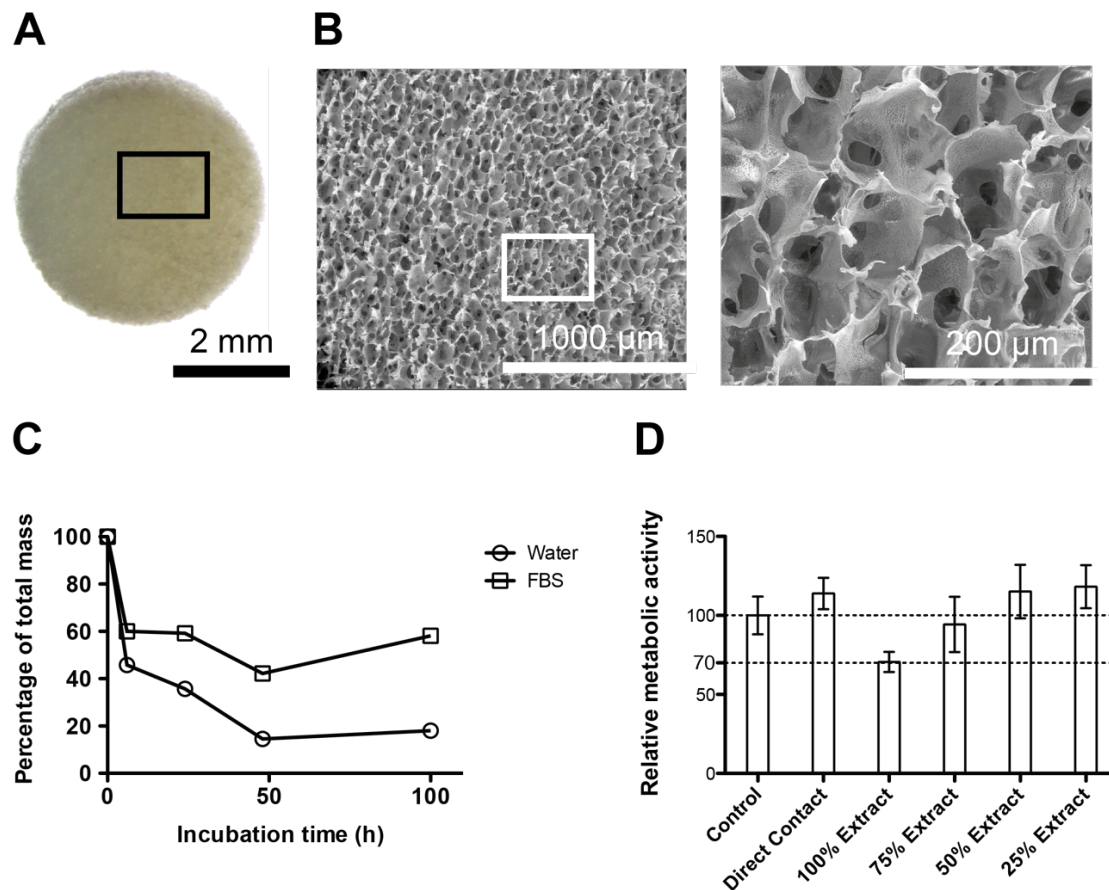 A
B
2 mm
1000 µm
200 µm
C
D
Percentage of total mass
100
80
60
40
20
0
0
50
100
Incubation time (h)
Water
FBS
Relative metabolic activity
150
100
70
50
0
Control
Direct Contact
100% Extract
75% Extract
50% Extract
25% Extract